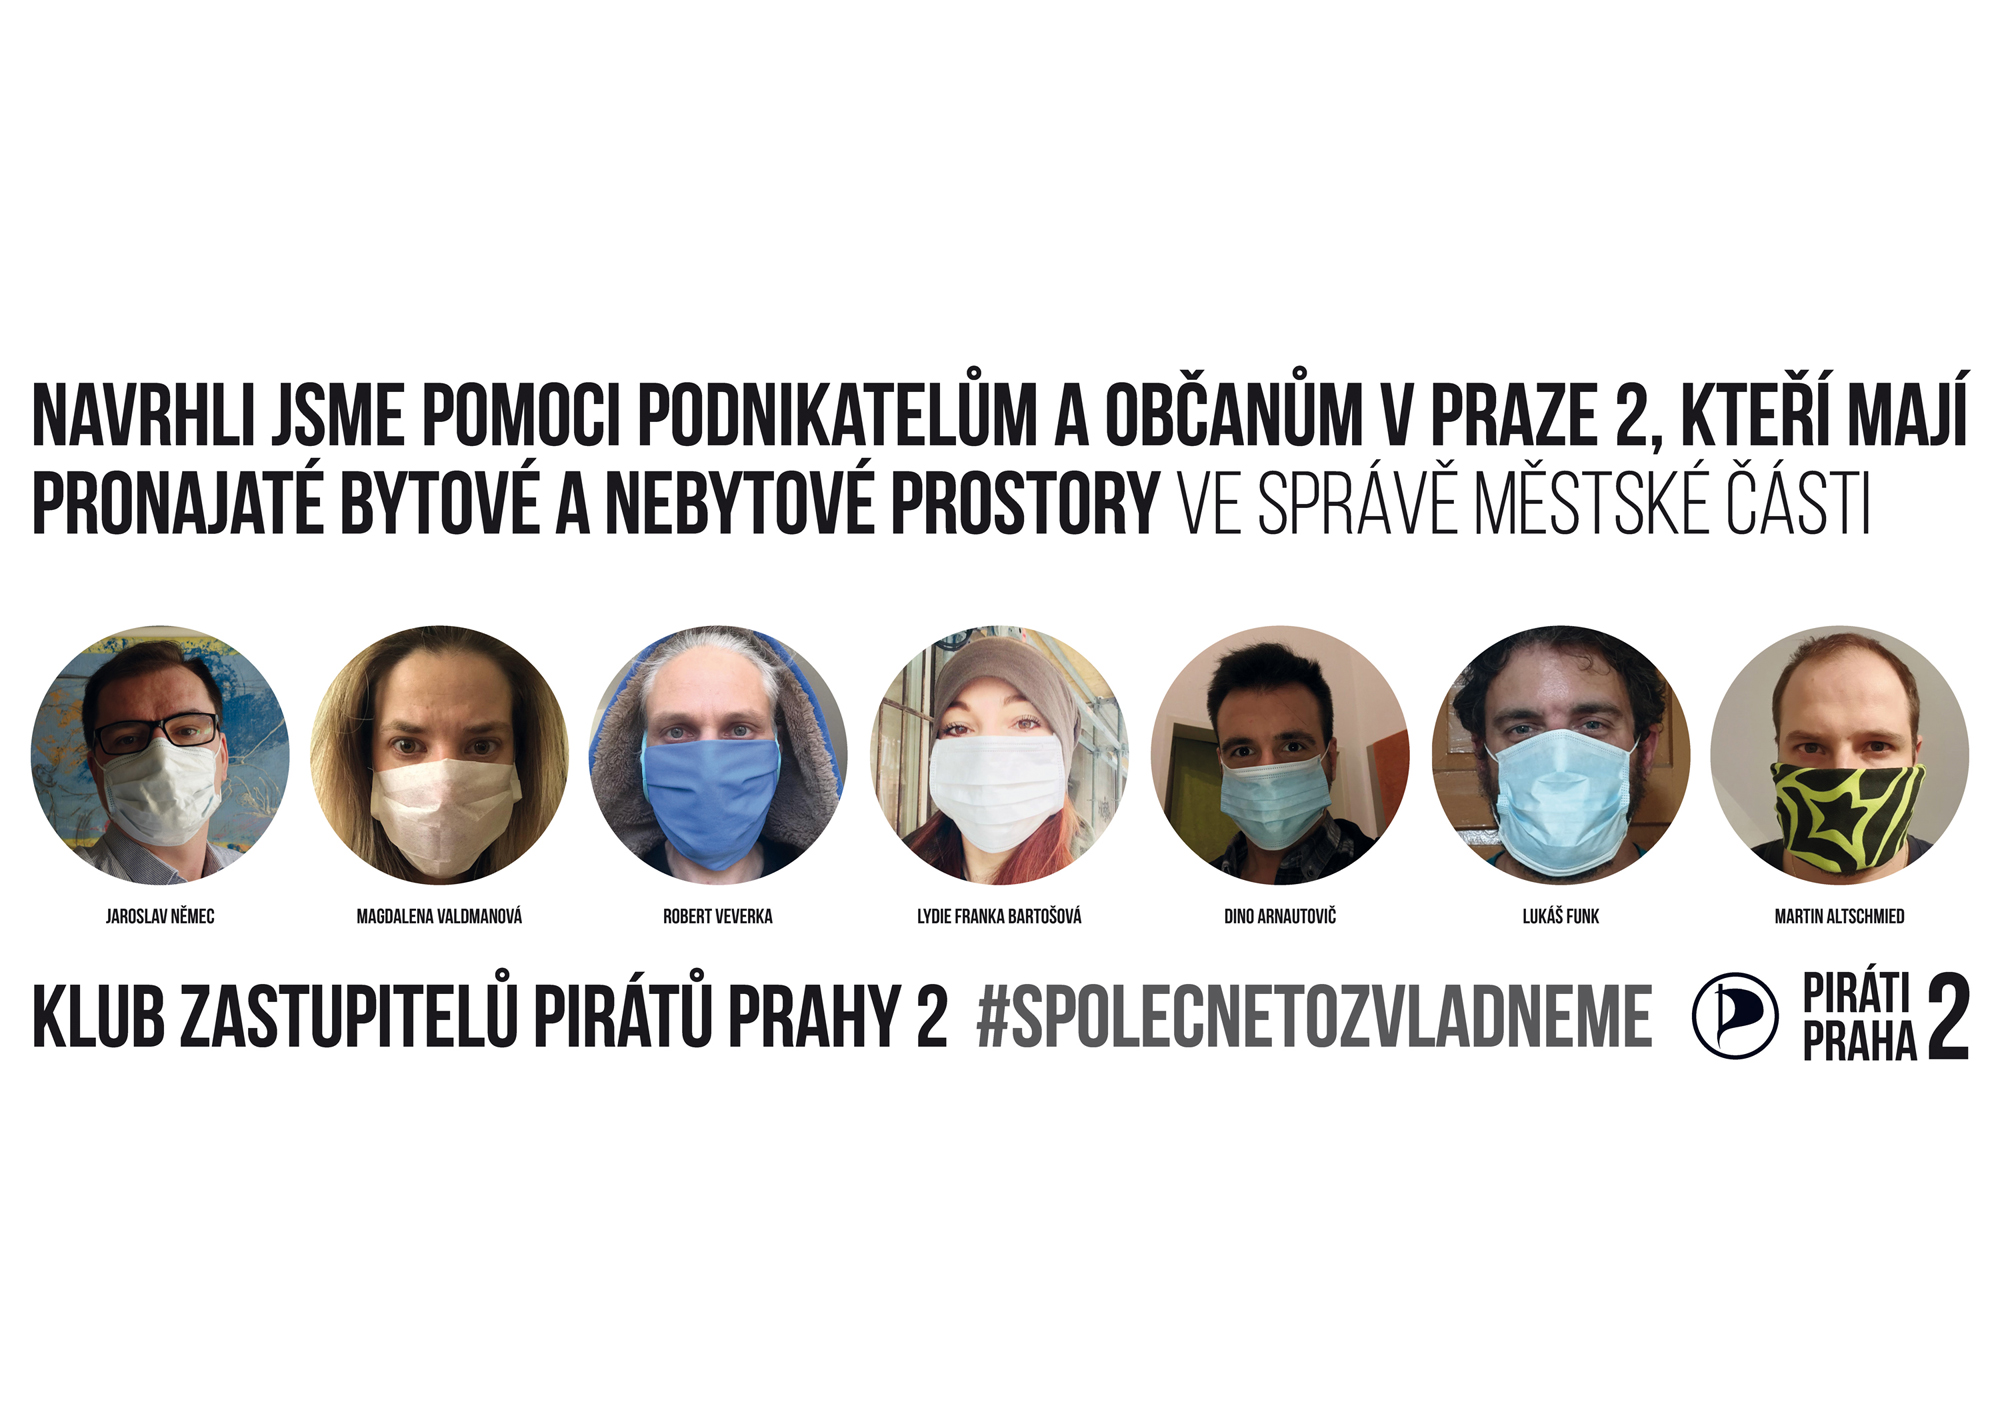 NAVRHLI JSME POMOCI PODNIKATELŮM A OBČANŮM V PRAZE 2, KTEŘÍ MAJÍ
PRONAJATÉ BYTOVÉ A NEBYTOVÉ PROSTORY VE SPRÁVĚ MĚSTSKÉ ČÁSTI
JAROSLAV NĚMEC
MAGDALENA VALDMANOVÁ
ROBERT VEVERKA
LYDIE FRANKA BARTOŠOVÁ
DINO ARNAUTOVIČ
LUKÁŠ FUNK
MARTIN ALTSCHMIED
KLUB ZASTUPITELŮ PIRÁTŮ PRAHY 2 #SPOLECNETOZVLADNEME
PIRÁTI
PRAHA 2